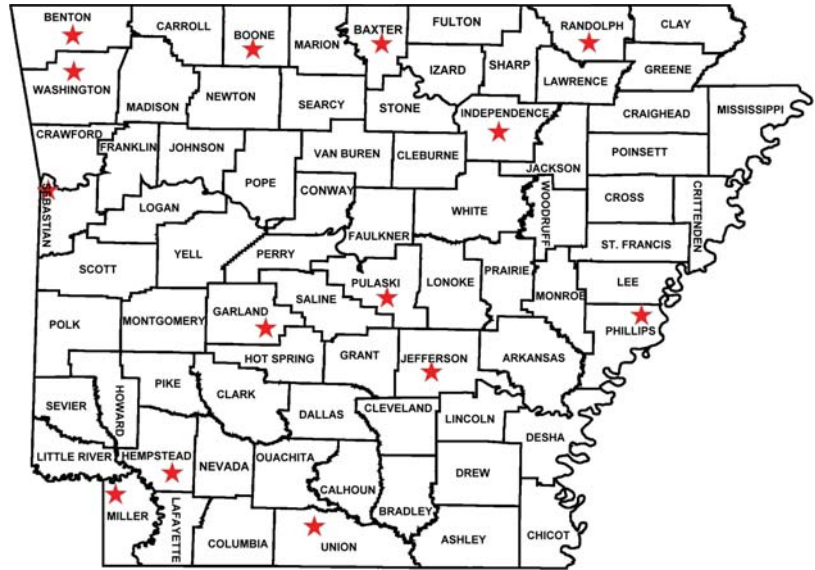 BENTON
CARROLL
BOONE
MARION
BAXTER
FULTON
RANDOLPH
CLAY
WASHINGTON
MADISON
NEWTON
SEARCY
STONE
IZARD
SHARP
LAWRENCE
GREENE
INDEPENDENCE
CRAIGHEAD
MISSISSIPPI
CRAWFORD
FRANKLIN
JOHNSON
POPE
VAN BUREN
CLEBURNE
JACKSON
POINSETT
SEBASTIAN
LOGAN
CONWAY
WHITE
WOODRUFF
CROSS
CRITTENDEN
FAULKNER
ST. FRANCIS
SCOTT
YELL
PERRY
PULASKI
LONOKE
PRAIRIE
MONROE
LEE
POLK
MONTGOMERY
GARLAND
SALINE
PHILLIPS
HOT SPRING
GRANT
JEFFERSON
ARKANSAS
SEVIER
HOWARD
PIKE
CLARK
DALLAS
CLEVELAND
LINCOLN
DESHA
LITTLE RIVER
HEMPSTEAD
NEVADA
OUACHITA
CALHOUN
BRADLEY
DREW
MILLER
LAFAYETTE
COLUMBIA
UNION
ASHLEY
CHICOT